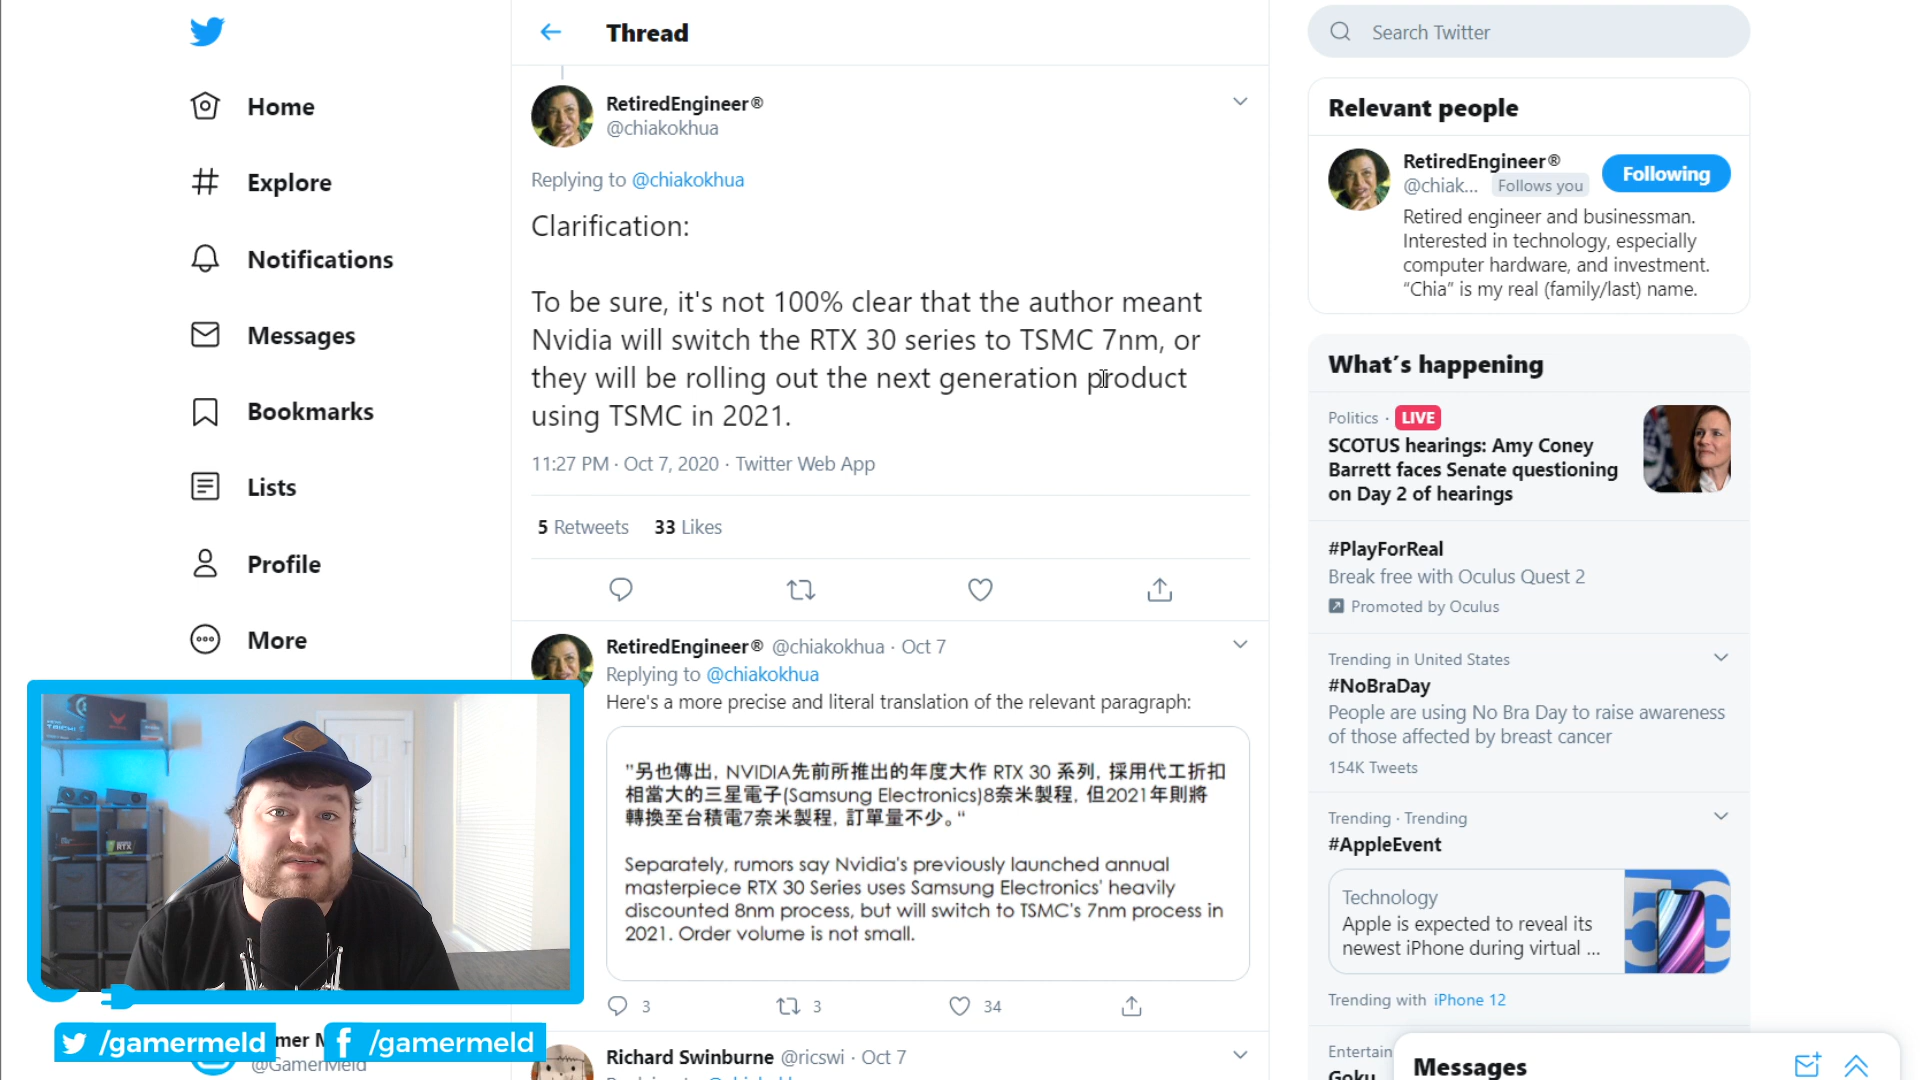 Home
Explore
Notifications
Messages
Bookmarks
Lists
Profile
More
/gamermeld
/gamermeld
@GamerMeld
Thread
RetiredEngineer®
@chiakokhua
Replying to @chiakokhua
Clarification:
To be sure, it's not 100% clear that the author meant
Nvidia will switch the RTX 30 series to TSMC 7nm, or
they will be rolling out the next generation product
using TSMC in 2021.
11:27 PM · Oct 7, 2020 · Twitter Web App
5 Retweets 33 Likes
RetiredEngineer® @chiakokhua · Oct 7
Replying to @chiakokhua
Here's a more precise and literal translation of the relevant paragraph:
"另也傳出, NVIDIA先前所推出的年度大作 RTX 30 系列, 採用代工折扣
相當大的三星電子(Samsung Electronics)8奈米製程, 但2021年則將
轉換至台積電7奈米製程, 訂單量不少。"
Separately, rumors say Nvidia's previously launched annual
masterpiece RTX 30 Series uses Samsung Electronics' heavily
discounted 8nm process, but will switch to TSMC's 7nm process in
2021. Order volume is not small.
3 3 34
Richard Swinburne @ricswi · Oct 7
Search Twitter
Relevant people
RetiredEngineer®
@chiak... Follows you
Following
Retired engineer and businessman.
Interested in technology, especially
computer hardware, and investment.
“Chia” is my real (family/last) name.
What's happening
Politics · LIVE
SCOTUS hearings: Amy Coney
Barrett faces Senate questioning
on Day 2 of hearings
#PlayForReal
Break free with Oculus Quest 2
Promoted by Oculus
Trending in United States
#NoBraDay
People are using No Bra Day to raise awareness
of those affected by breast cancer
154K Tweets
Trending · Trending
#AppleEvent
Technology
Apple is expected to reveal its
newest iPhone during virtual ...
5G
Trending with iPhone 12
Entertain
Goku
Messages
RTX